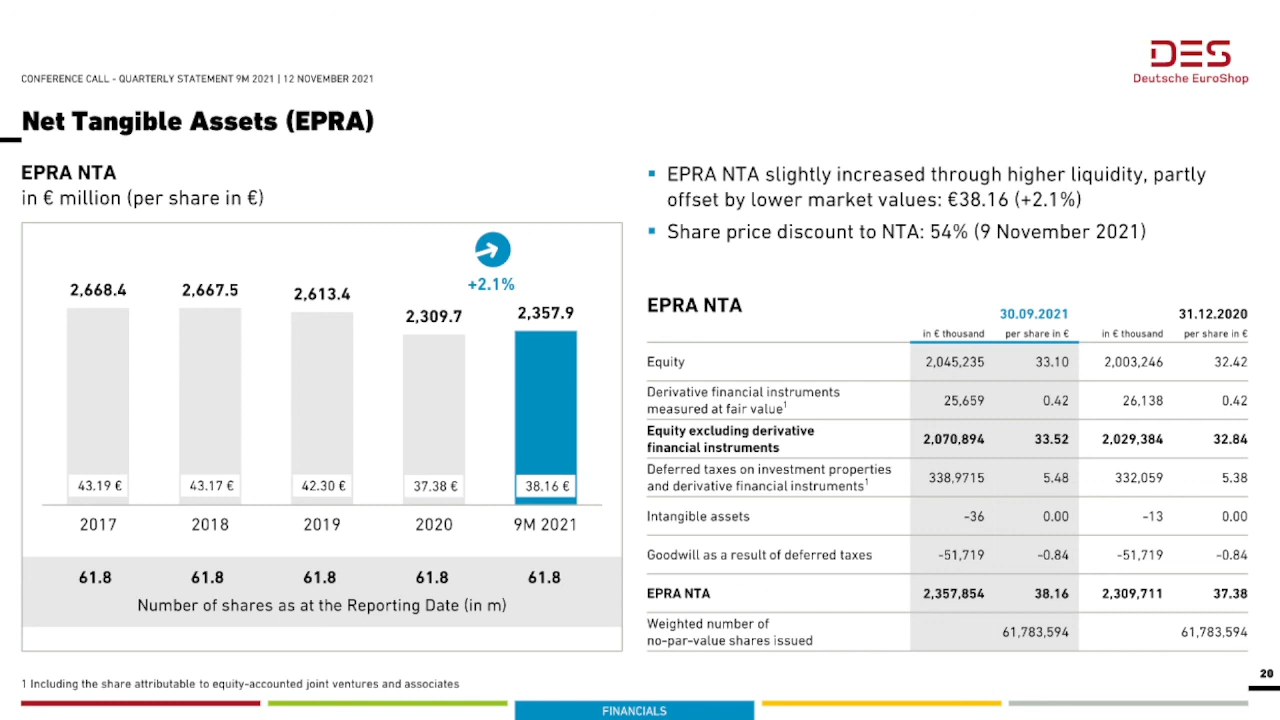 DES
Deutsche EuroShop
CONFERENCE CALL - QUARTERLY STATEMENT 9M 2021 | 12 NOVEMBER 2021
Net Tangible Assets (EPRA)
EPRA NTA
in € million (per share in €)
+2.1%
2,668.4 2,667.5 2,613.4 2,309.7 2,357.9
43.19 € 43.17 € 42.30 € 37.38 € 38.16 €
2017 2018 2019 2020 9M 2021
61.8 61.8 61.8 61.8 61.8
Number of shares as at the Reporting Date (in m)
▪ EPRA NTA slightly increased through higher liquidity, partly
offset by lower market values: €38.16 (+2.1%)
▪ Share price discount to NTA: 54% (9 November 2021)
EPRA NTA 30.09.2021 31.12.2020
in € thousand per share in € in € thousand per share in €
Equity 2,045,235 33.10 2,003,246 32.42
Derivative financial instruments
measured at fair value¹ 25,659 0.42 26,138 0.42
Equity excluding derivative
financial instruments 2,070,894 33.52 2,029,384 32.84
Deferred taxes on investment properties
and derivative financial instruments¹ 338,9715 5.48 332,059 5.38
Intangible assets -36 0.00 -13 0.00
Goodwill as a result of deferred taxes -51,719 -0.84 -51,719 -0.84
EPRA NTA 2,357,854 38.16 2,309,711 37.38
Weighted number of
no-par-value shares issued 61,783,594 61,783,594
1 Including the share attributable to equity-accounted joint ventures and associates
20
FINANCIALS